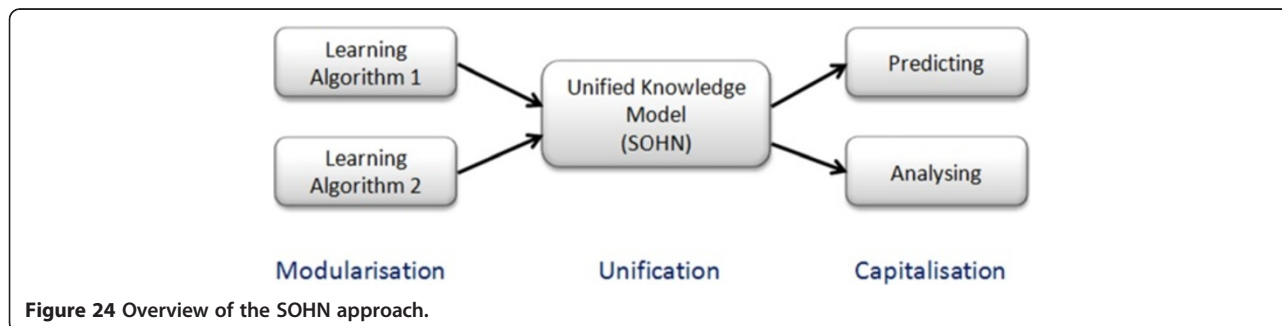 Learning
Algorithm 1
Learning
Algorithm 2
Unified Knowledge
Model
(SOHN)
Predicting
Analysing
Modularisation
Unification
Capitalisation
Figure 24 Overview of the SOHN approach.